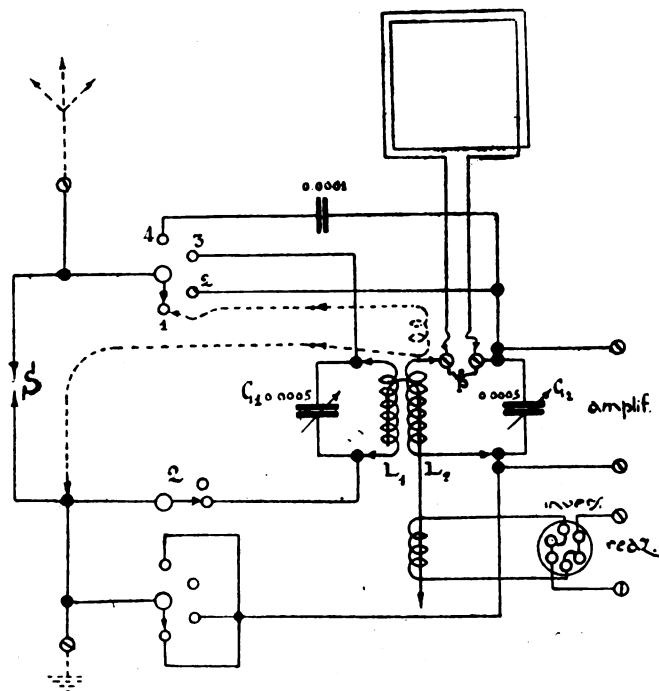 0.0001
4
3
2
1
S
C1 0.0005
0.0005 C2
amplif.
L1 L2
2
invers.
reaz.